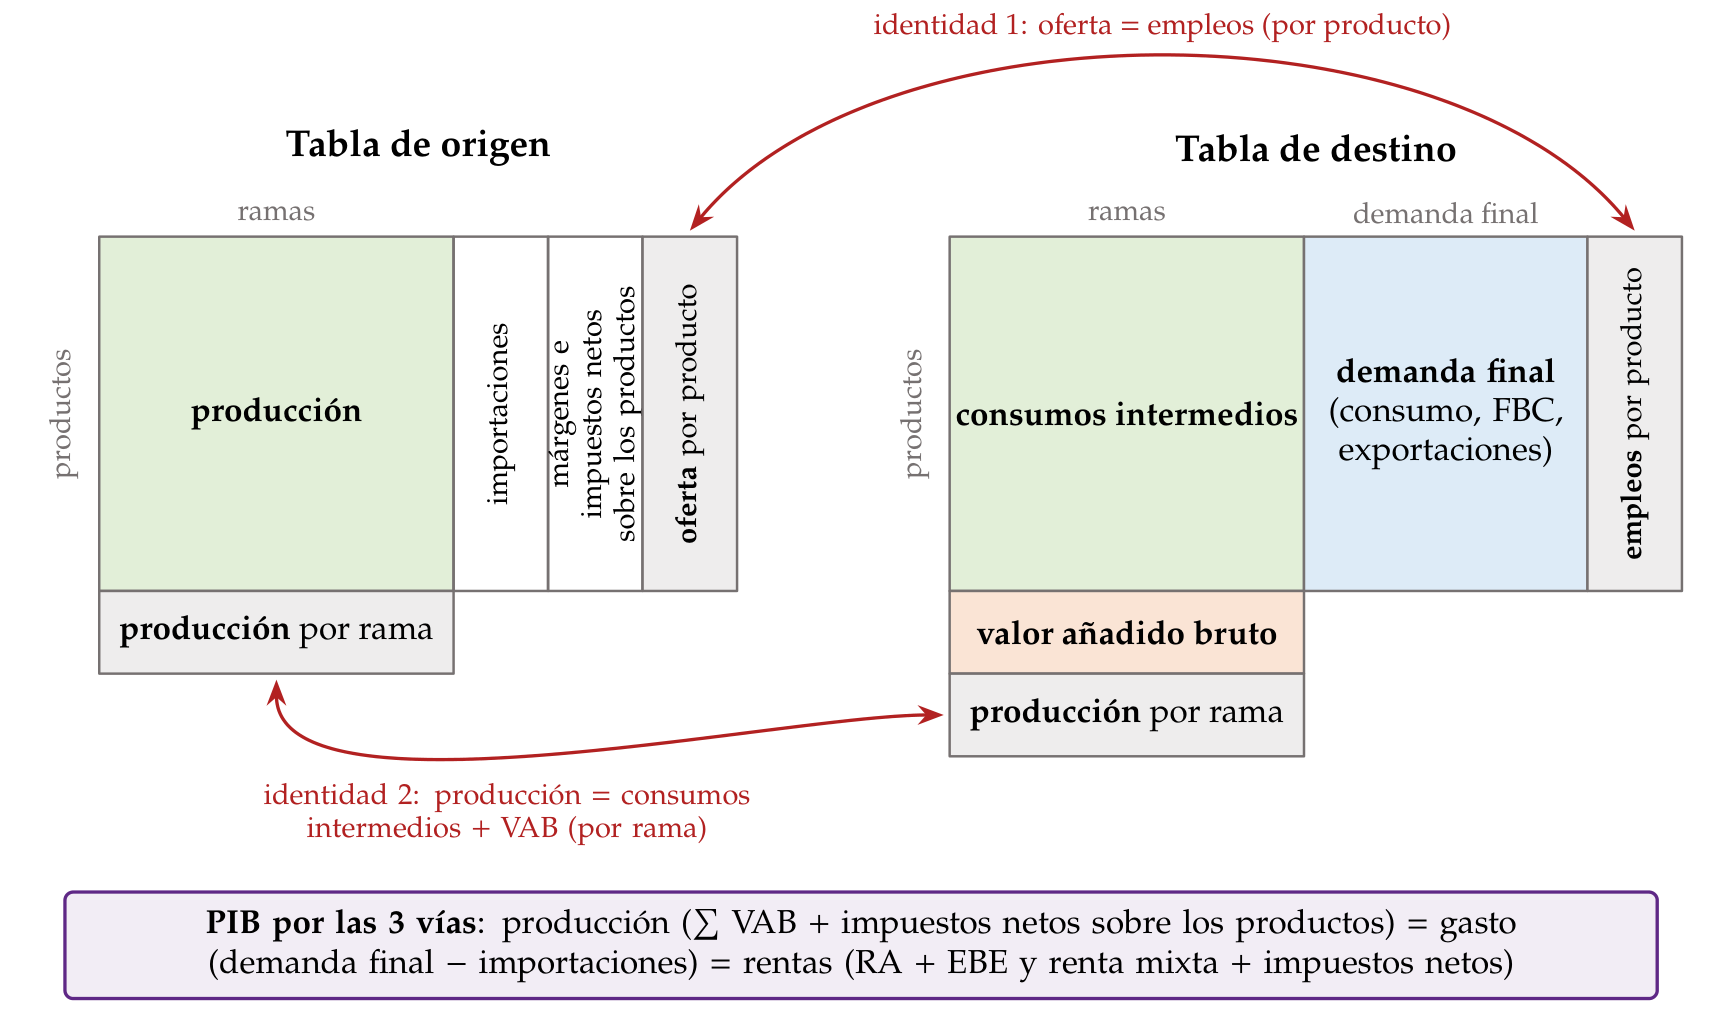 identidad 1: oferta = empleos (por producto)
Tabla de origen
Tabla de destino
ramas
ramas
demanda final
productos
producción
importaciones
márgenes e
impuestos netos
sobre los productos
oferta por producto
productos
consumos intermedios
demanda final
(consumo, FBC,
exportaciones)
empleos por producto
producción por rama
valor añadido bruto
producción por rama
identidad 2: producción = consumos
intermedios + VAB (por rama)
PIB por las 3 vías: producción (∑ VAB + impuestos netos sobre los productos) = gasto
(demanda final − importaciones) = rentas (RA + EBE y renta mixta + impuestos netos)